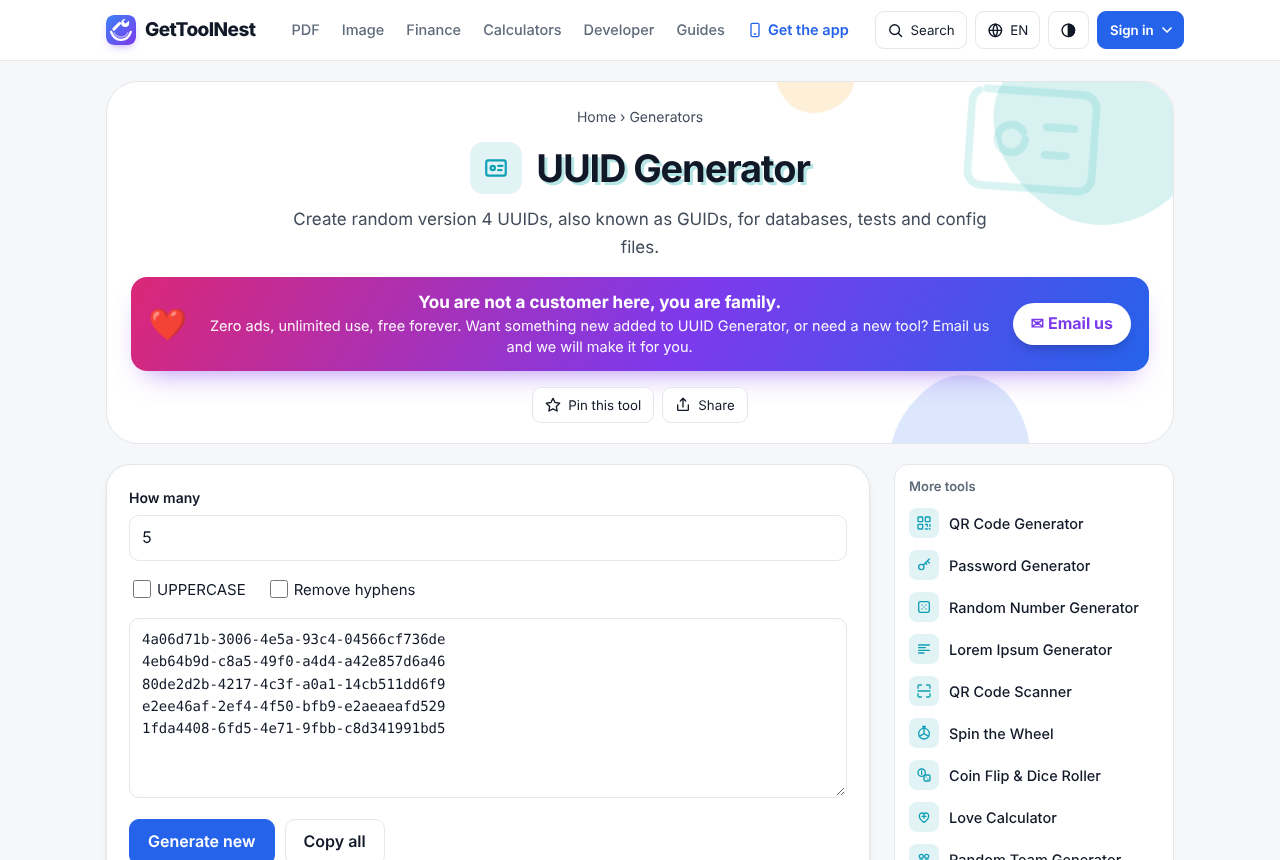 GetToolNest
PDF
Image
Finance
Calculators
Developer
Guides
Get the app
Search
EN
Sign in
Home › Generators
UUID Generator
Create random version 4 UUIDs, also known as GUIDs, for databases, tests and config
files.
You are not a customer here, you are family.
Zero ads, unlimited use, free forever. Want something new added to UUID Generator, or need a new tool? Email us
and we will make it for you.
✉ Email us
Pin this tool
Share
How many
5
UPPERCASE
Remove hyphens
4a06d71b-3006-4e5a-93c4-04566cf736de
4eb64b9d-c8a5-49f0-a4d4-a42e857d6a46
80de2d2b-4217-4c3f-a0a1-14cb511dd6f9
e2ee46af-2ef4-4f50-bfb9-e2aeaeafd529
1fda4408-6fd5-4e71-9fbb-c8d341991bd5
Generate new
Copy all
More tools
QR Code Generator
Password Generator
Random Number Generator
Lorem Ipsum Generator
QR Code Scanner
Spin the Wheel
Coin Flip & Dice Roller
Love Calculator
Random Team Generator